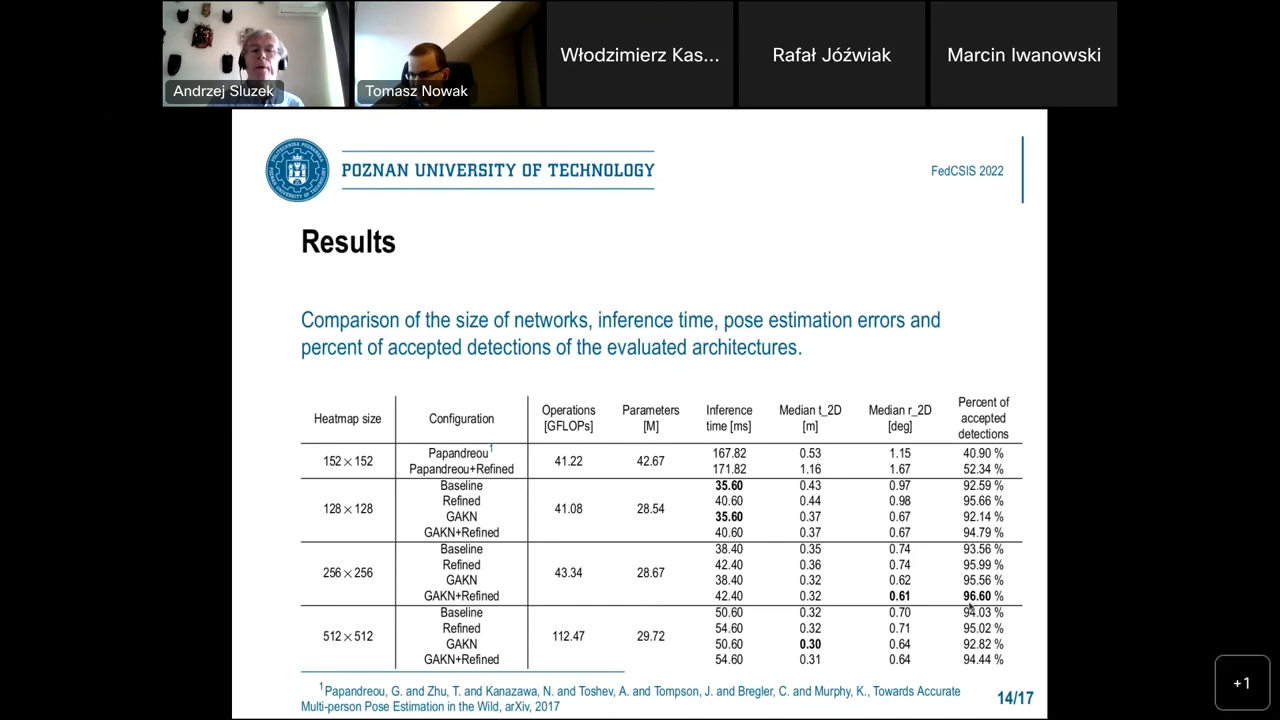 Andrzej Sluzek
Tomasz Nowak
Włodzimierz Kas...
Rafał Jóźwiak
Marcin Iwanowski
POZNAN UNIVERSITY OF TECHNOLOGY
FedCSIS 2022
Results
Comparison of the size of networks, inference time, pose estimation errors and
percent of accepted detections of the evaluated architectures.
Heatmap size Configuration Operations [GFLOPs] Parameters [M] Inference time [ms] Median t_2D [m] Median r_2D [deg] Percent of accepted detections
152 × 152 Papandreou¹ 41.22 42.67 167.82 0.53 1.15 40.90 %
Papandreou+Refined 171.82 1.16 1.67 52.34 %
128 × 128 Baseline 41.08 28.54 35.60 0.43 0.97 92.59 %
Refined 40.60 0.44 0.98 95.66 %
GAKN 35.60 0.37 0.67 92.14 %
GAKN+Refined 40.60 0.37 0.67 94.79 %
256 × 256 Baseline 43.34 28.67 38.40 0.35 0.74 93.56 %
Refined 42.40 0.36 0.74 95.99 %
GAKN 38.40 0.32 0.62 95.56 %
GAKN+Refined 42.40 0.32 0.61 96.60 %
512 × 512 Baseline 112.47 29.72 50.60 0.32 0.70 94.03 %
Refined 54.60 0.32 0.71 95.02 %
GAKN 50.60 0.30 0.64 92.82 %
GAKN+Refined 54.60 0.31 0.64 94.44 %
¹Papandreou, G. and Zhu, T. and Kanazawa, N. and Toshev, A. and Tompson, J. and Bregler, C. and Murphy, K., Towards Accurate
Multi-person Pose Estimation in the Wild, arXiv, 2017
14/17
+1